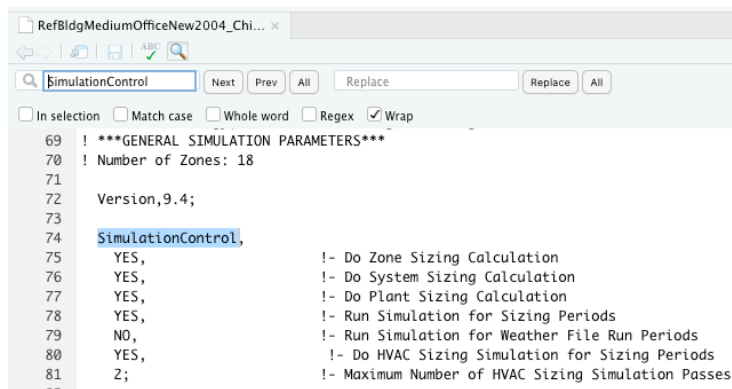 RefBldgMediumOfficeNew2004_Chi... ×
ABC
SimulationControl Next Prev All Replace Replace All
In selection Match case Whole word Regex Wrap
69 ! ***GENERAL SIMULATION PARAMETERS***
70 ! Number of Zones: 18
71
72 Version,9.4;
73
74 SimulationControl,
75 YES, !- Do Zone Sizing Calculation
76 YES, !- Do System Sizing Calculation
77 YES, !- Do Plant Sizing Calculation
78 YES, !- Run Simulation for Sizing Periods
79 NO, !- Run Simulation for Weather File Run Periods
80 YES, !- Do HVAC Sizing Simulation for Sizing Periods
81 2; !- Maximum Number of HVAC Sizing Simulation Passes